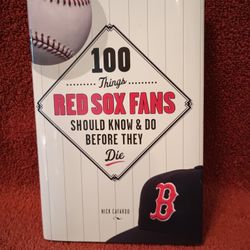 100
Things
RED SOX FANS
SHOULD KNOW & DO
BEFORE THEY
Die
NICK CAFARDO
B